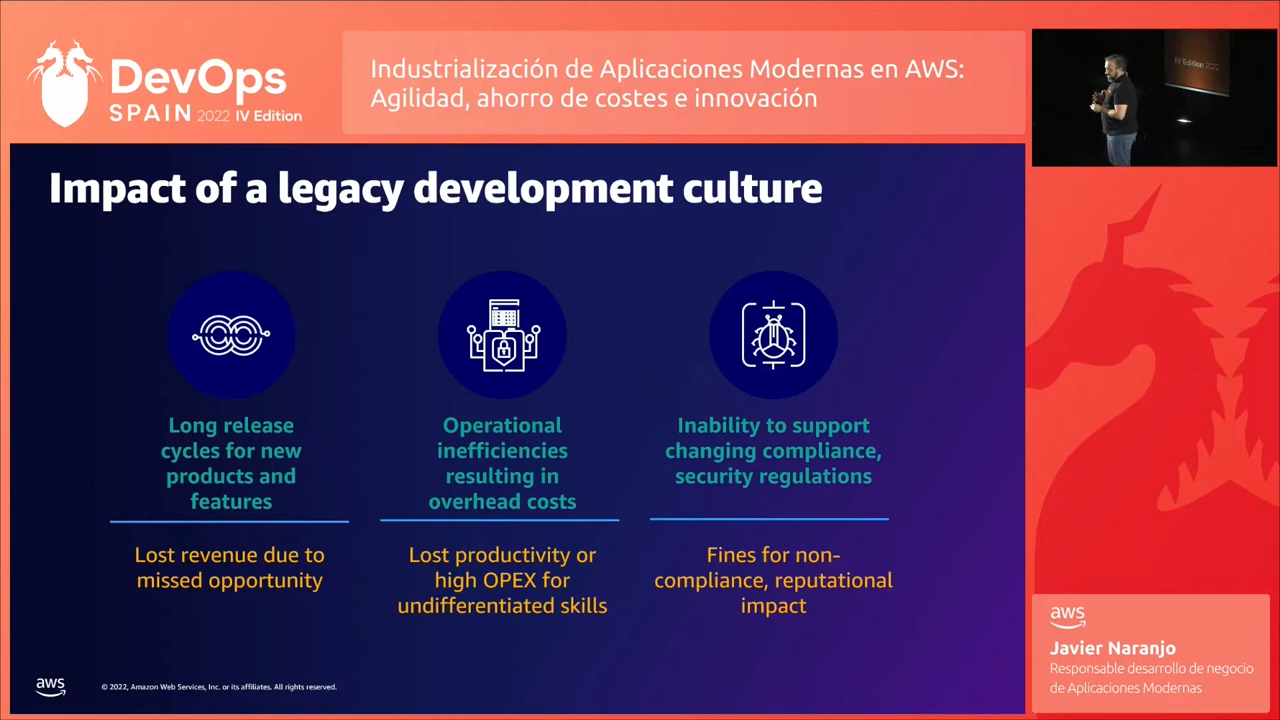 DevOps
SPAIN 2022 IV Edition
Industrialización de Aplicaciones Modernas en AWS:
Agilidad, ahorro de costes e innovación
IV Edition 2022
Impact of a legacy development culture
Long release
cycles for new
products and
features
Lost revenue due to
missed opportunity
Operational
inefficiencies
resulting in
overhead costs
Lost productivity or
high OPEX for
undifferentiated skills
Inability to support
changing compliance,
security regulations
Fines for non-
compliance, reputational
impact
aws
© 2022, Amazon Web Services, Inc. or its affiliates. All rights reserved.
aws
Javier Naranjo
Responsable desarrollo de negocio
de Aplicaciones Modernas